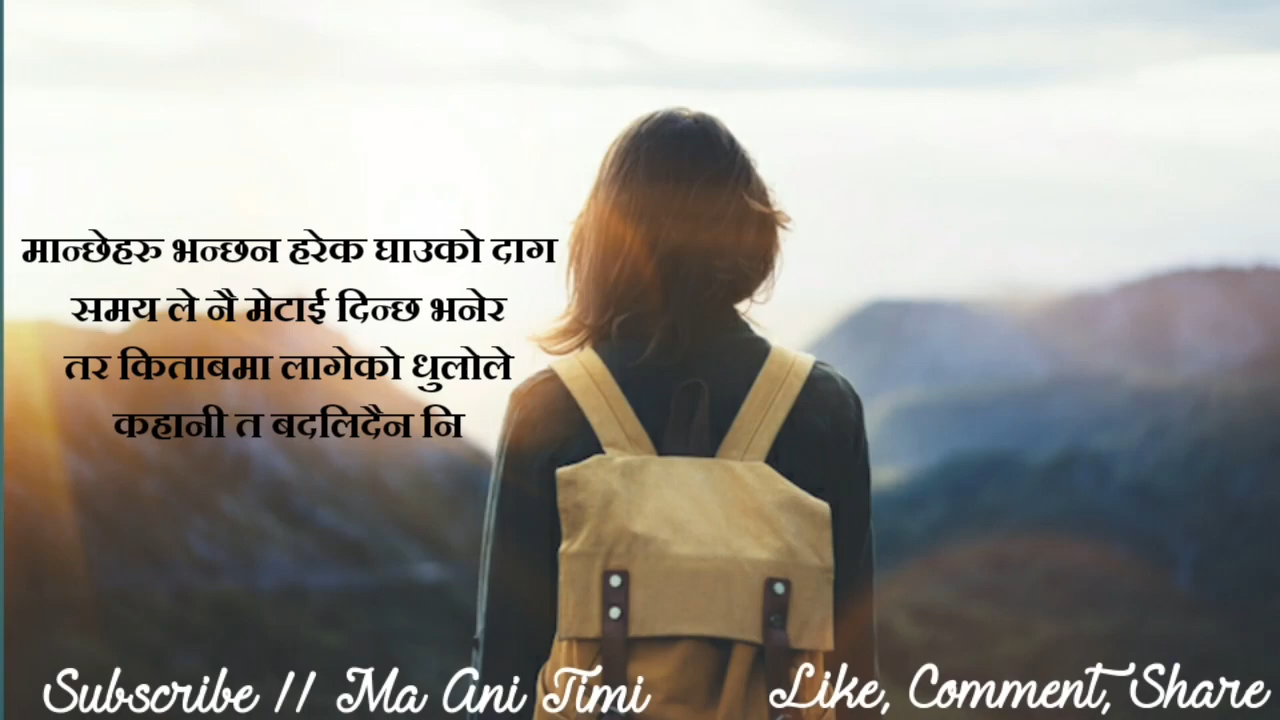 मान्छेहरु भन्छन हरेक घाउको दाग
समय ले नै मेटाई दिन्छ भनेर
तर किताबमा लागेको धुलोले
कहानी त बदलिदैन नि
Subscribe // Ma Ani Timi
Like, Comment, Share